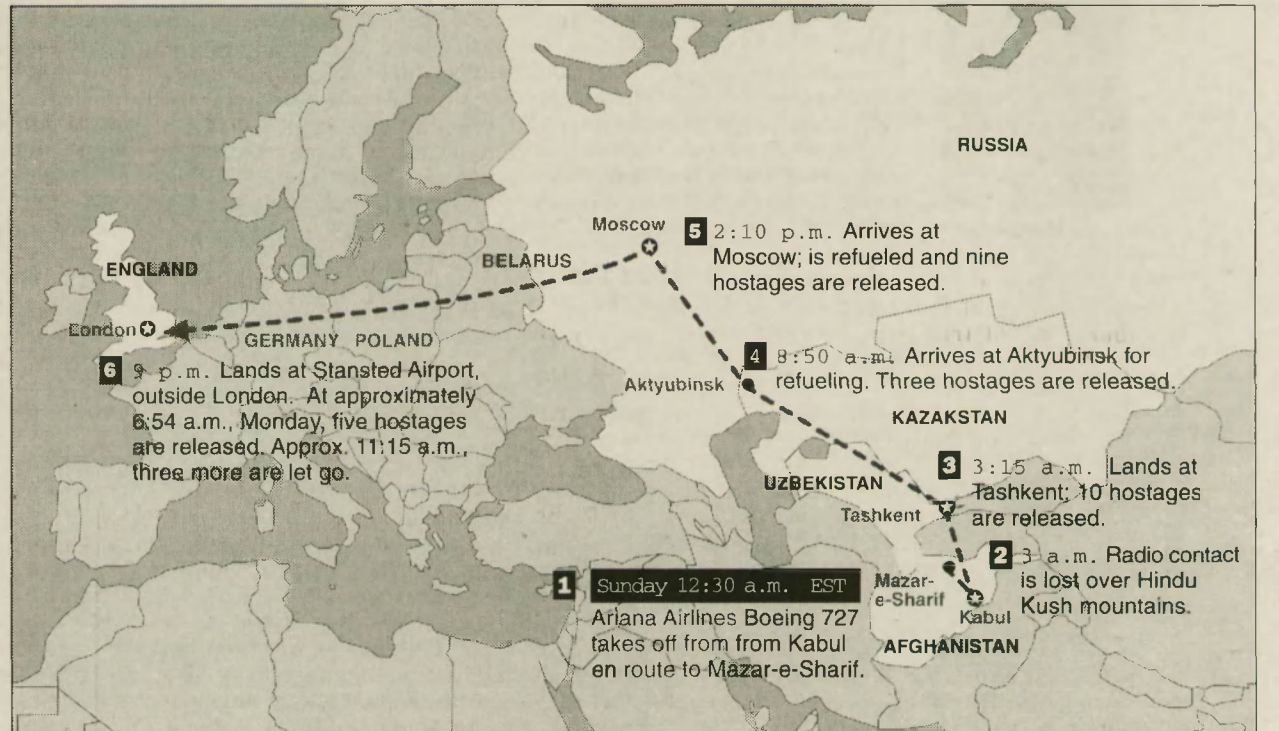 RUSSIA
Moscow
5 2:10 p.m. Arrives at
Moscow; is refueled and nine
hostages are released.
BELARUS
ENGLAND
London
GERMANY POLAND
6 9 p.m. Lands at Stansted Airport,
outside London. At approximately
6:54 a.m., Monday, five hostages
are released. Approx. 11:15 a.m.,
three more are let go.
4 8:50 a.m. Arrives at Aktyubinsk for
refueling. Three hostages are released.
Aktyubinsk
KAZAKSTAN
3 3:15 a.m. Lands at
Tashkent; 10 hostages
are released.
UZBEKISTAN
Tashkent
2 3 a.m. Radio contact
is lost over Hindu
Kush mountains.
Mazar-
e-Sharif
Kabul
AFGHANISTAN
1 Sunday 12:30 a.m. EST
Ariana Airlines Boeing 727
takes off from from Kabul
en route to Mazar-e-Sharif.